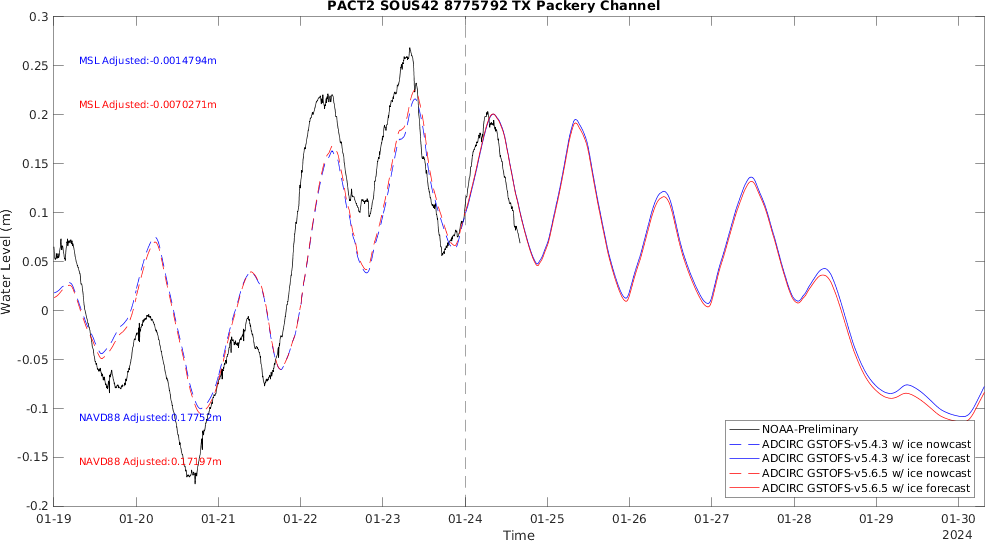 PACT2 SOUS42 8775792 TX Packery Channel
Water Level (m)
0.3
0.25
0.2
0.15
0.1
0.05
0
-0.05
-0.1
-0.15
-0.2
MSL Adjusted:-0.0014794m
MSL Adjusted:-0.0070271m
NAVD88 Adjusted:0.17752m
NAVD88 Adjusted:0.17197m
NOAA-Preliminary
ADCIRC GSTOFS-v5.4.3 w/ ice nowcast
ADCIRC GSTOFS-v5.4.3 w/ ice forecast
ADCIRC GSTOFS-v5.6.5 w/ ice nowcast
ADCIRC GSTOFS-v5.6.5 w/ ice forecast
01-19 01-20 01-21 01-22 01-23 01-24 01-25 01-26 01-27 01-28 01-29 01-30
2024
Time